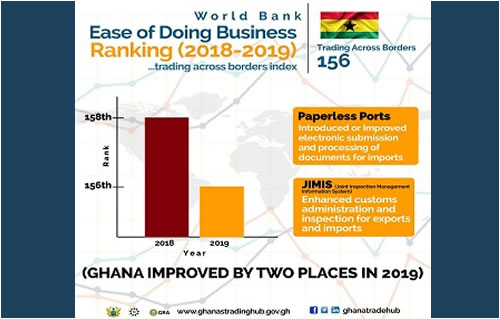 World Bank
Ease of Doing Business
Ranking (2018-2019)
...trading across borders index
Trading Across Borders
156
158th
156th
Rank
2018
2019
Year
Paperless Ports
Introduced or Improved
electronic submission
and processing of
documents for imports
JIMIS (Joint Inspection Management
Information System)
Enhanced customs
administration and
inspection for exports
and imports
(GHANA IMPROVED BY TWO PLACES IN 2019)
GRA
www.ghanastradinghub.gov.gh
ghanatradehub